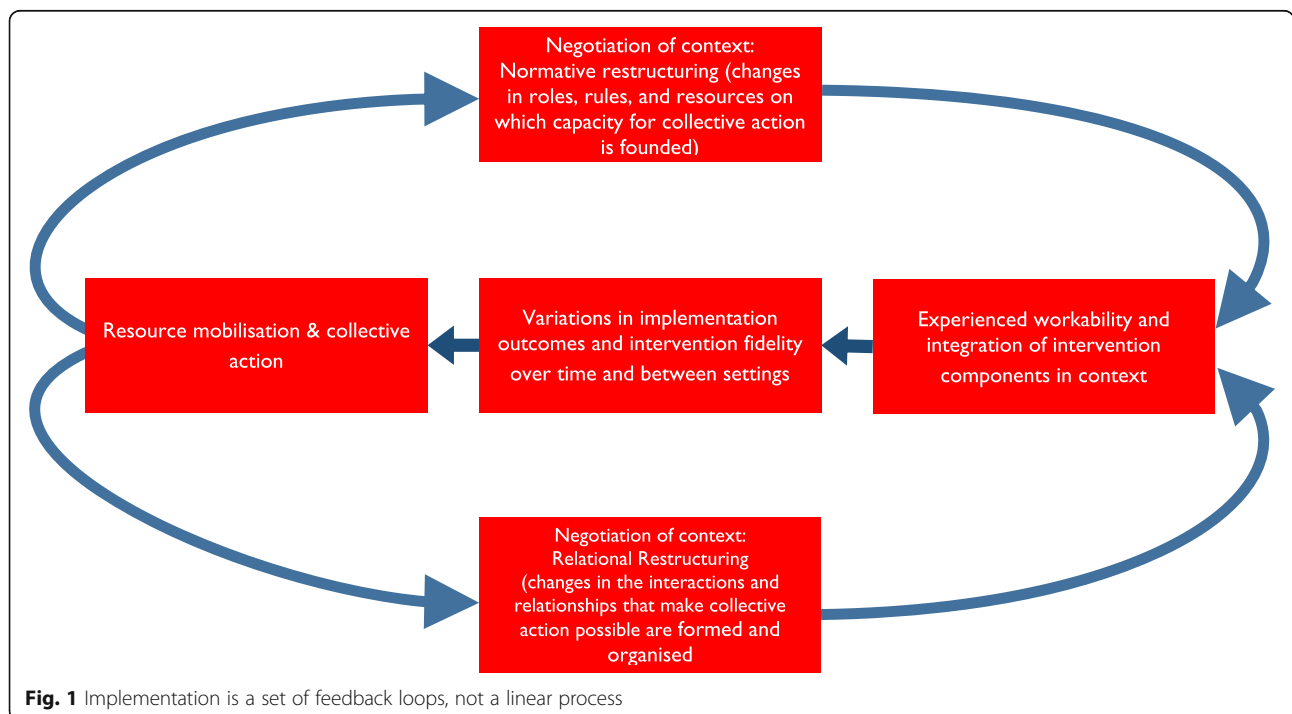 Negotiation of context:
Normative restructuring (changes
in roles, rules, and resources on
which capacity for collective action
is founded)
Resource mobilisation & collective
action
Variations in implementation
outcomes and intervention fidelity
over time and between settings
Experienced workability and
integration of intervention
components in context
Negotiation of context:
Relational Restructuring
(changes in the interactions and
relationships that make collective
action possible are formed and
organised
Fig. 1 Implementation is a set of feedback loops, not a linear process